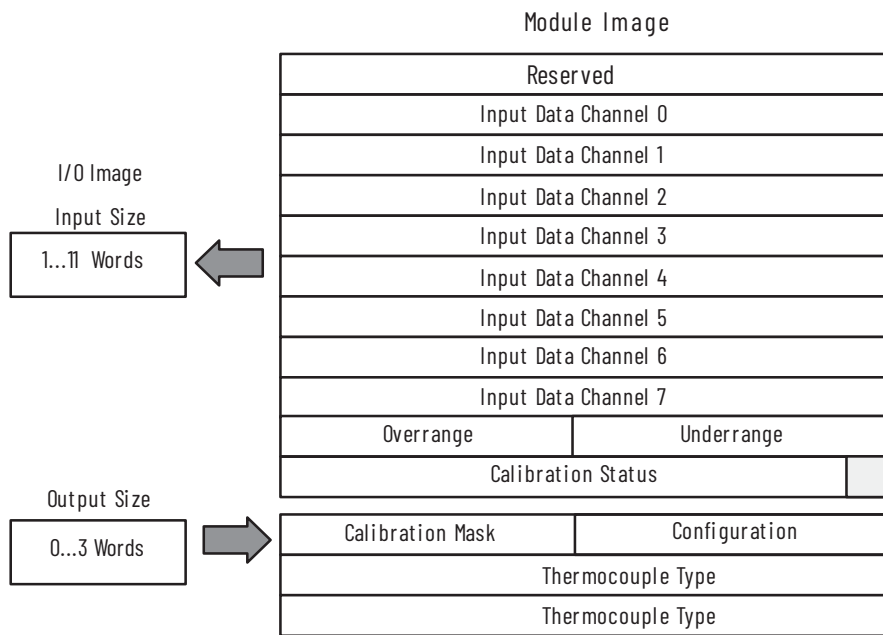 Module Image
Reserved
Input Data Channel 0
Input Data Channel 1
I/O Image
Input Data Channel 2
Input Size
Input Data Channel 3
1...11 Words
Input Data Channel 4
Input Data Channel 5
Input Data Channel 6
Input Data Channel 7
Overrange Underrange
Calibration Status
Output Size
Calibration Mask Configuration
0...3 Words
Thermocouple Type
Thermocouple Type